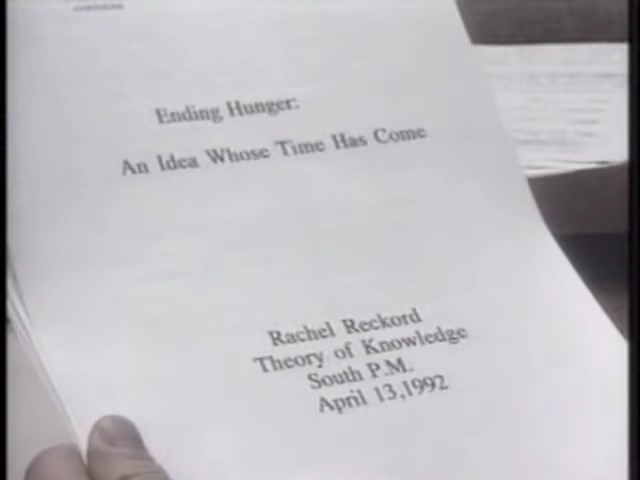 Ending Hunger:
An Idea Whose Time Has Come
Rachel Reckord
Theory of Knowledge
South P.M.
April 13,1992